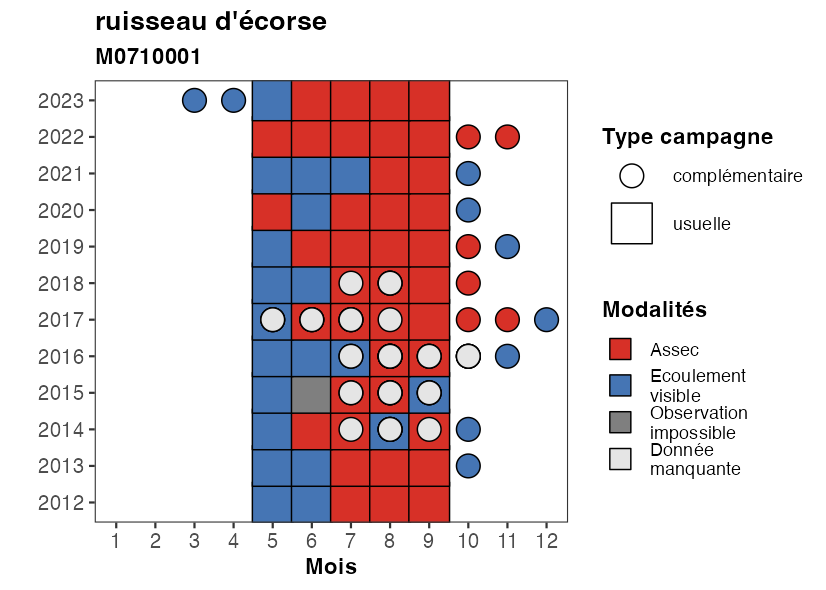 ruisseau d'écorse
M0710001
2023
2022
2021
2020
2019
2018
2017
2016
2015
2014
2013
2012
1 2 3 4 5 6 7 8 9 10 11 12
Mois
Type campagne
complémentaire
usuelle
Modalités
Assec
Ecoulement
visible
Observation
impossible
Donnée
manquante